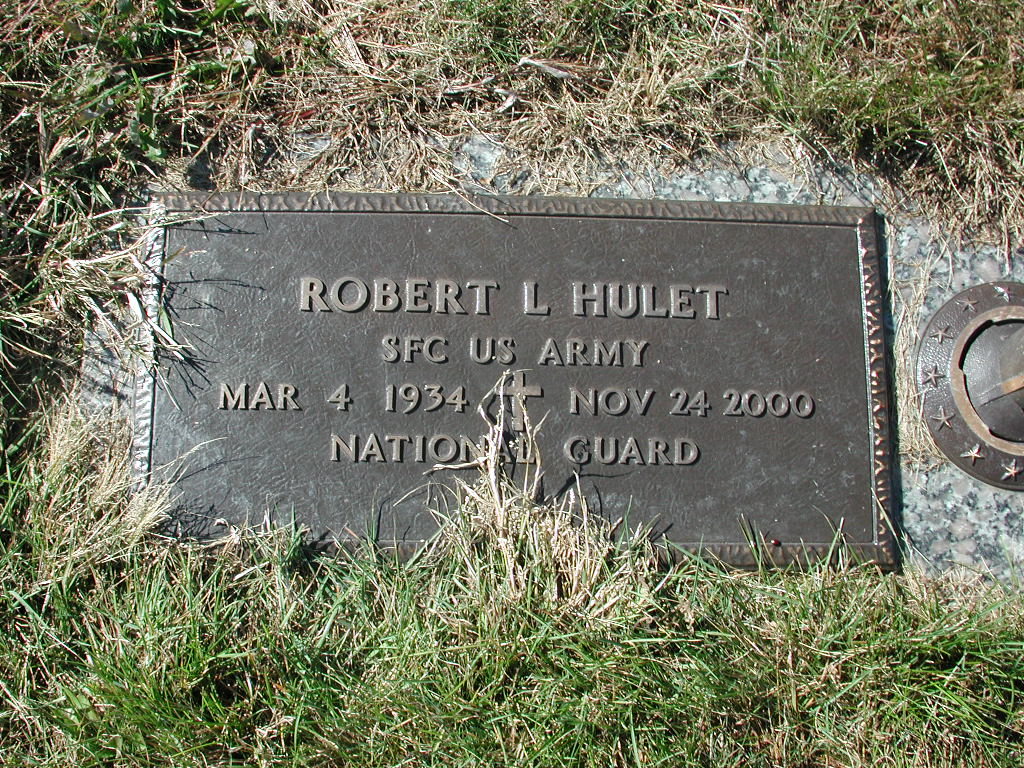 ROBERT L HULET
SFC US ARMY
MAR 4 1934 NOV 24 2000
NATIONAL GUARD